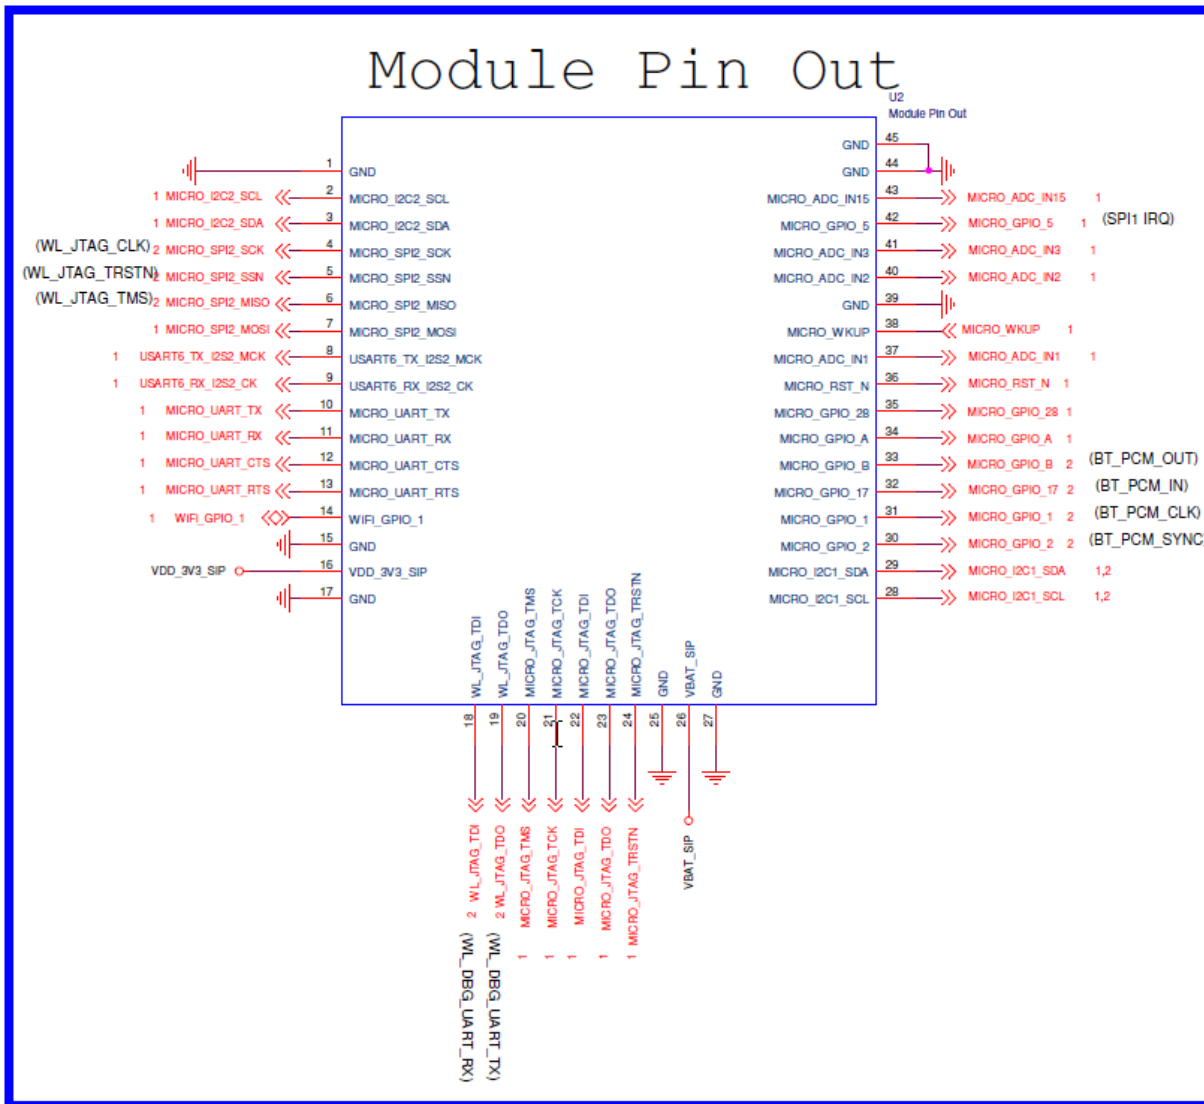 Module Pin Out
U2
Module Pin Out
GND 45
1 GND GND 44
1 MICRO_I2C2_SCL 2 MICRO_I2C2_SCL MICRO_ADC_IN15 43 MICRO_ADC_IN15 1
1 MICRO_I2C2_SDA 3 MICRO_I2C2_SDA MICRO_GPIO_5 42 MICRO_GPIO_5 1 (SPI1 IRQ)
(WL_JTAG_CLK) 2 MICRO_SPI2_SCK 4 MICRO_SPI2_SCK MICRO_ADC_IN3 41 MICRO_ADC_IN3 1
(WL_JTAG_TRSTN) 2 MICRO_SPI2_SSN 5 MICRO_SPI2_SSN MICRO_ADC_IN2 40 MICRO_ADC_IN2 1
(WL_JTAG_TMS) 2 MICRO_SPI2_MISO 6 MICRO_SPI2_MISO GND 39
1 MICRO_SPI2_MOSI 7 MICRO_SPI2_MOSI MICRO_WKUP 38 MICRO_WKUP 1
1 USART6_TX_I2S2_MCK 8 USART6_TX_I2S2_MCK MICRO_ADC_IN1 37 MICRO_ADC_IN1 1
1 USART6_RX_I2S2_CK 9 USART6_RX_I2S2_CK MICRO_RST_N 36 MICRO_RST_N 1
1 MICRO_UART_TX 10 MICRO_UART_TX MICRO_GPIO_28 35 MICRO_GPIO_28 1
1 MICRO_UART_RX 11 MICRO_UART_RX MICRO_GPIO_A 34 MICRO_GPIO_A 1
1 MICRO_UART_CTS 12 MICRO_UART_CTS MICRO_GPIO_B 33 MICRO_GPIO_B 2 (BT_PCM_OUT)
1 MICRO_UART_RTS 13 MICRO_UART_RTS MICRO_GPIO_17 32 MICRO_GPIO_17 2 (BT_PCM_IN)
1 WIFI_GPIO_1 14 WIFI_GPIO_1 MICRO_GPIO_1 31 MICRO_GPIO_1 2 (BT_PCM_CLK)
15 GND MICRO_GPIO_2 30 MICRO_GPIO_2 2 (BT_PCM_SYNC)
VDD_3V3_SIP 16 VDD_3V3_SIP MICRO_I2C1_SDA 29 MICRO_I2C1_SDA 1,2
17 GND MICRO_I2C1_SCL 28 MICRO_I2C1_SCL 1,2
WL_JTAG_TDI 18 2 WL_JTAG_TDI (WL_DBG_UART_RX)
WL_JTAG_TDO 19 2 WL_JTAG_TDO (WL_DBG_UART_TX)
MICRO_JTAG_TMS 20 1 MICRO_JTAG_TMS
MICRO_JTAG_TCK 21 1 MICRO_JTAG_TCK
MICRO_JTAG_TDI 22 1 MICRO_JTAG_TDI
MICRO_JTAG_TDO 23 1 MICRO_JTAG_TDO
MICRO_JTAG_TRSTN 24 1 MICRO_JTAG_TRSTN
GND 25
VBAT_SIP 26 VBAT_SIP
GND 27